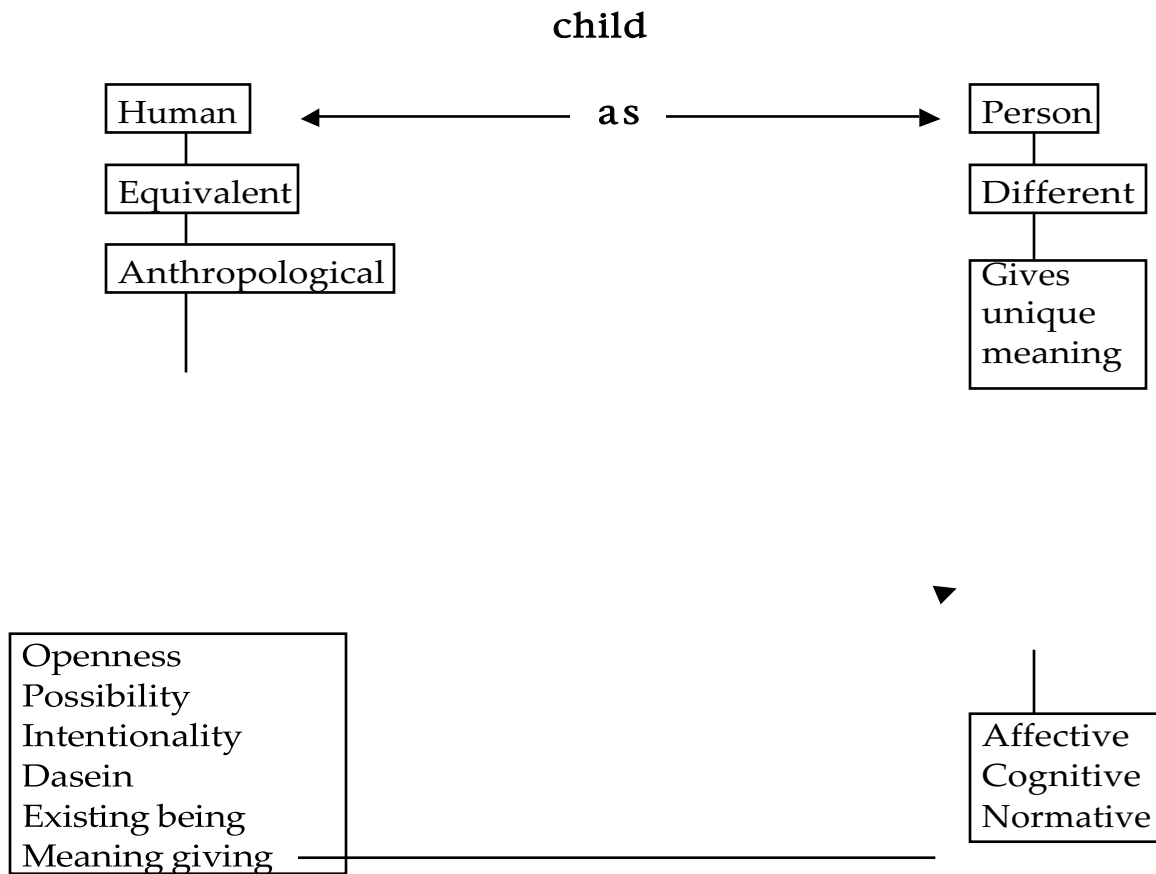 child
Human
as
Person
Equivalent
Different
Anthropological
Gives
unique
meaning
Openness
Possibility
Intentionality
Dasein
Existing being
Meaning giving
Affective
Cognitive
Normative